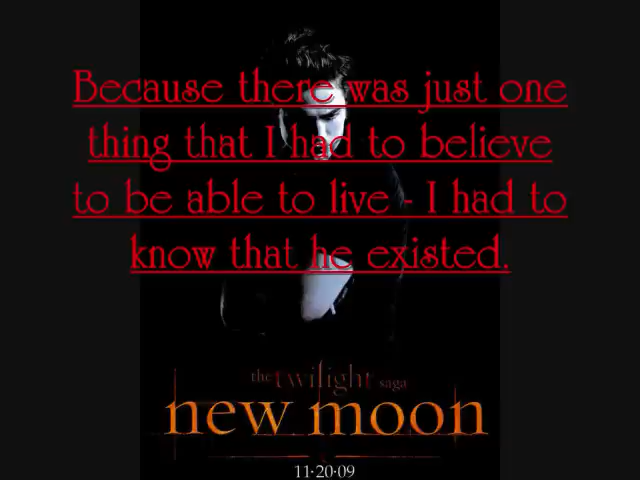 Because there was just one
thing that I had to believe
to be able to live - I had to
know that he existed.
the twilight saga
new moon
11·20·09